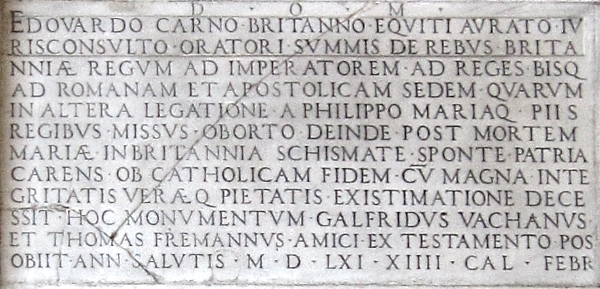 D · O · M ·
EDOVARDO CARNO·BRITANNO·EQVITI AVRATO·IV
RISCONSVLTO·ORATORI SVMMIS DE REBVS·BRITA
NNIÆ REGVM AD IMPERATOREM·AD REGES·BISQ
AD ROMANAM ET APOSTOLICAM SEDEM·QVARVM
IN ALTERA LEGATIONE A PHILIPPO MARIAQ·PIIS
REGIBVS·MISSVS·OBORTO DEINDE·POST MORTEM
MARIÆ·IN BRITANNIA SCHISMATE·SPONTE·PATRIA
CARENS·OB CATHOLICAM FIDEM·CV̄ MAGNA·INTE
GRITATIS VERÆQ PIETATIS·EXISTIMATIONE DECE
SSIT·HOC MONVMENTVM·GALFRIDVS VACHANVS·
ET THOMAS FREMANNVS·AMICI·EX TESTAMENTO POS
OBIIT·ANN·SALVTIS·M·D·LXI·XIIII·CAL·FEBR